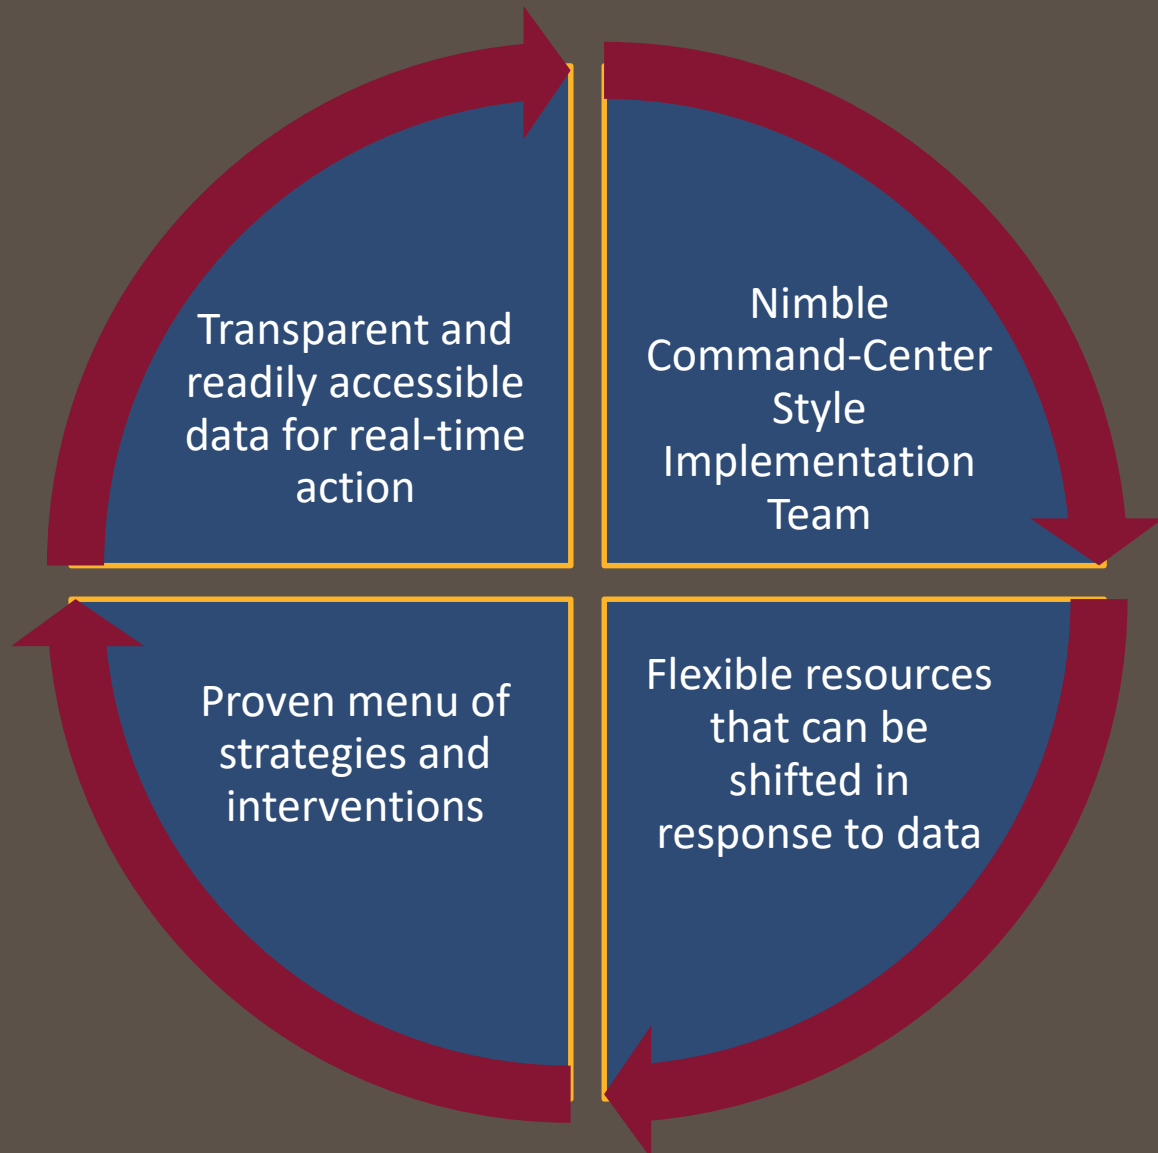 Transparent and
readily accessible
data for real-time
action
Nimble
Command-Center
Style
Implementation
Team
Proven menu of
strategies and
interventions
Flexible resources
that can be
shifted in
response to data